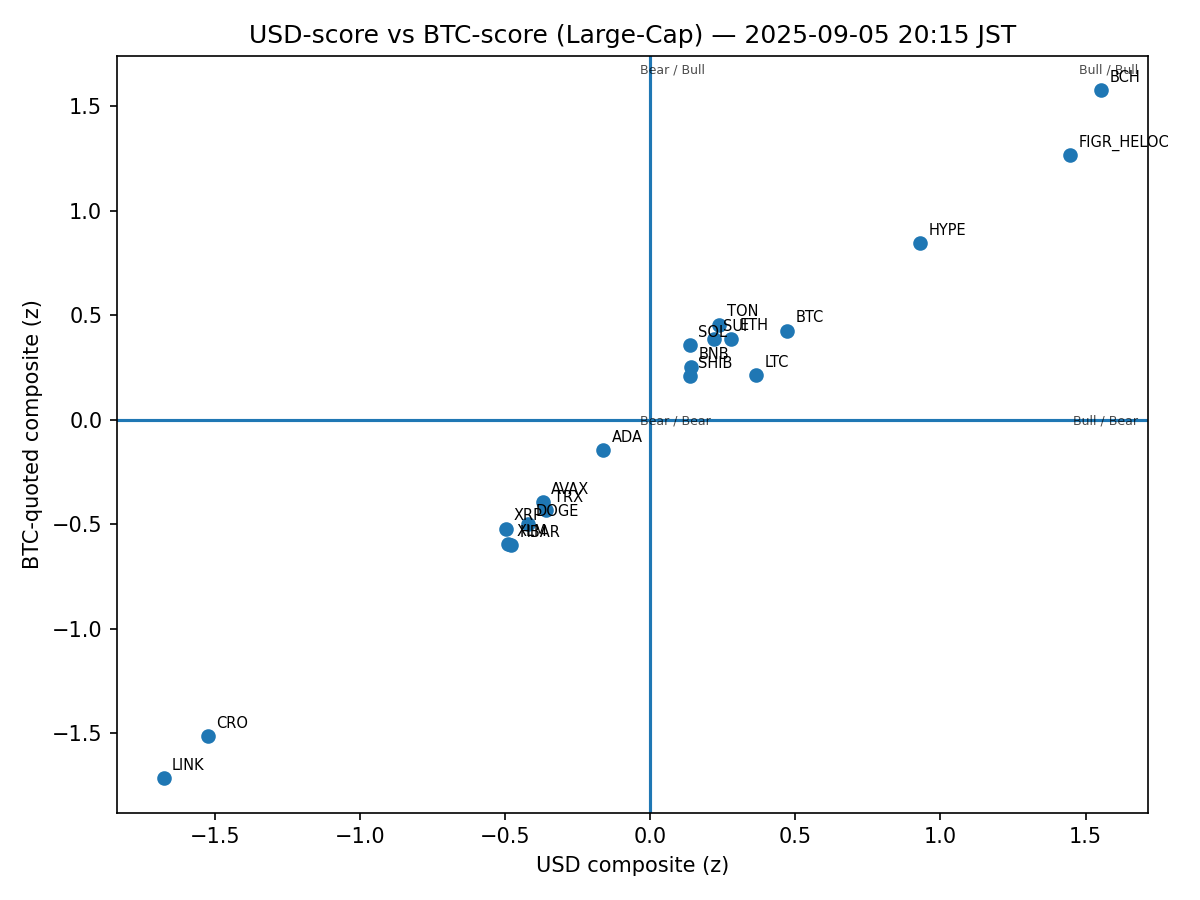 USD-score vs BTC-score (Large-Cap) — 2025-09-05 20:15 JST
Bear / Bull
Bull / Bull
BCH
1.5
FIGR_HELOC
1.0
HYPE
0.5
TON
BTC
SUI
ETH
SOL
BNB
SHIB
LTC
0.0
Bear / Bear
Bull / Bear
ADA
AVAX
TRX
−0.5
XRP
DOGE
XLM
HBAR
−1.0
−1.5
CRO
LINK
−1.5
−1.0
−0.5
0.0
0.5
1.0
1.5
USD composite (z)
BTC-quoted composite (z)